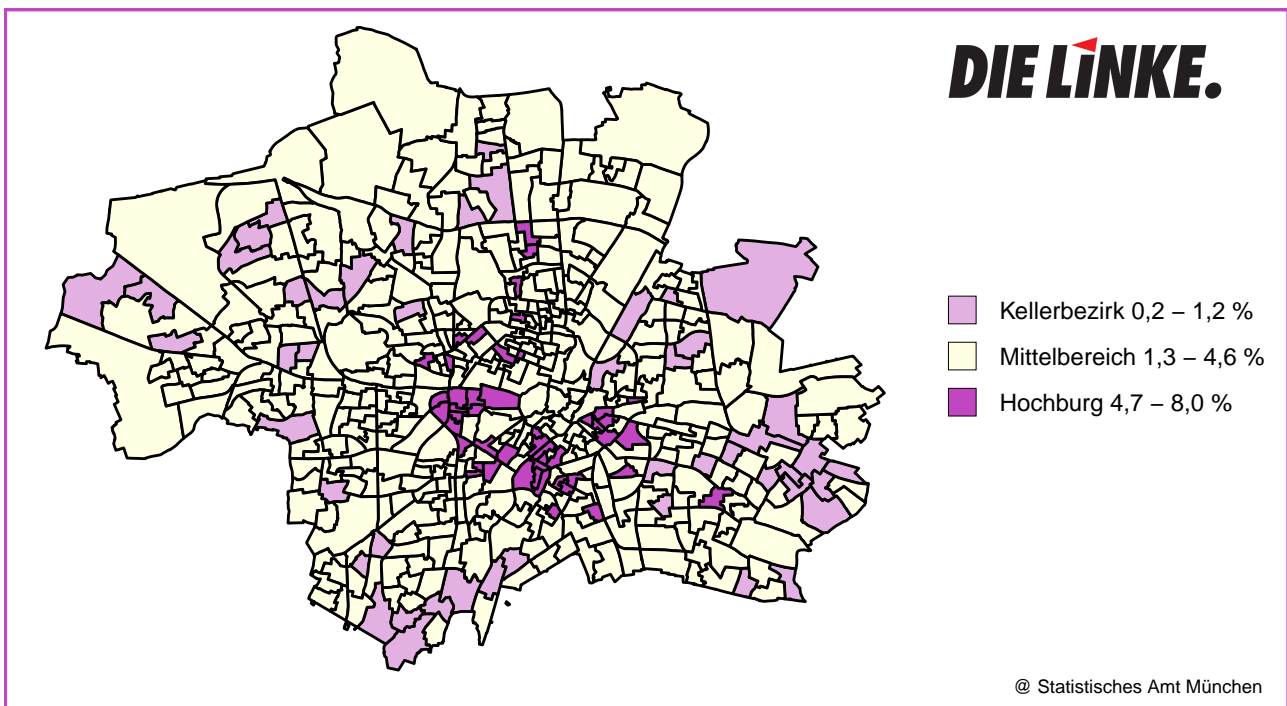 DIE LINKE.
Kellerbezirk 0,2 – 1,2 %
Mittelbereich 1,3 – 4,6 %
Hochburg 4,7 – 8,0 %
@ Statistisches Amt München